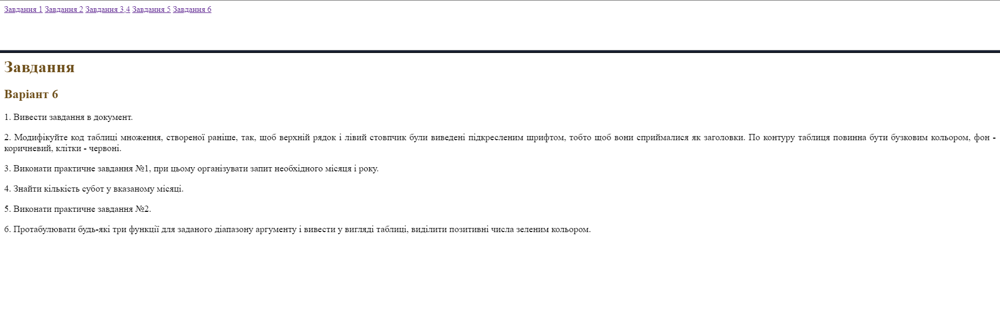 Завдання 1 Завдання 2 Завдання 3,4 Завдання 5 Завдання 6
Завдання
Варіант 6
1. Вивести завдання в документ.
2. Модифікуйте код таблиці множення, створеної раніше, так, щоб верхній рядок і лівий стовпчик були виведені підкресленим шрифтом, тобто щоб вони сприймалися як заголовки. По контуру таблиця повинна бути бузковим кольором, фон -
коричневий, клітки - червоні.
3. Виконати практичне завдання №1, при цьому організувати запит необхідного місяця і року.
4. Знайти кількість субот у вказаному місяці.
5. Виконати практичне завдання №2.
6. Протабулювати будь-які три функції для заданого діапазону аргументу і вивести у вигляді таблиці, виділити позитивні числа зеленим кольором.